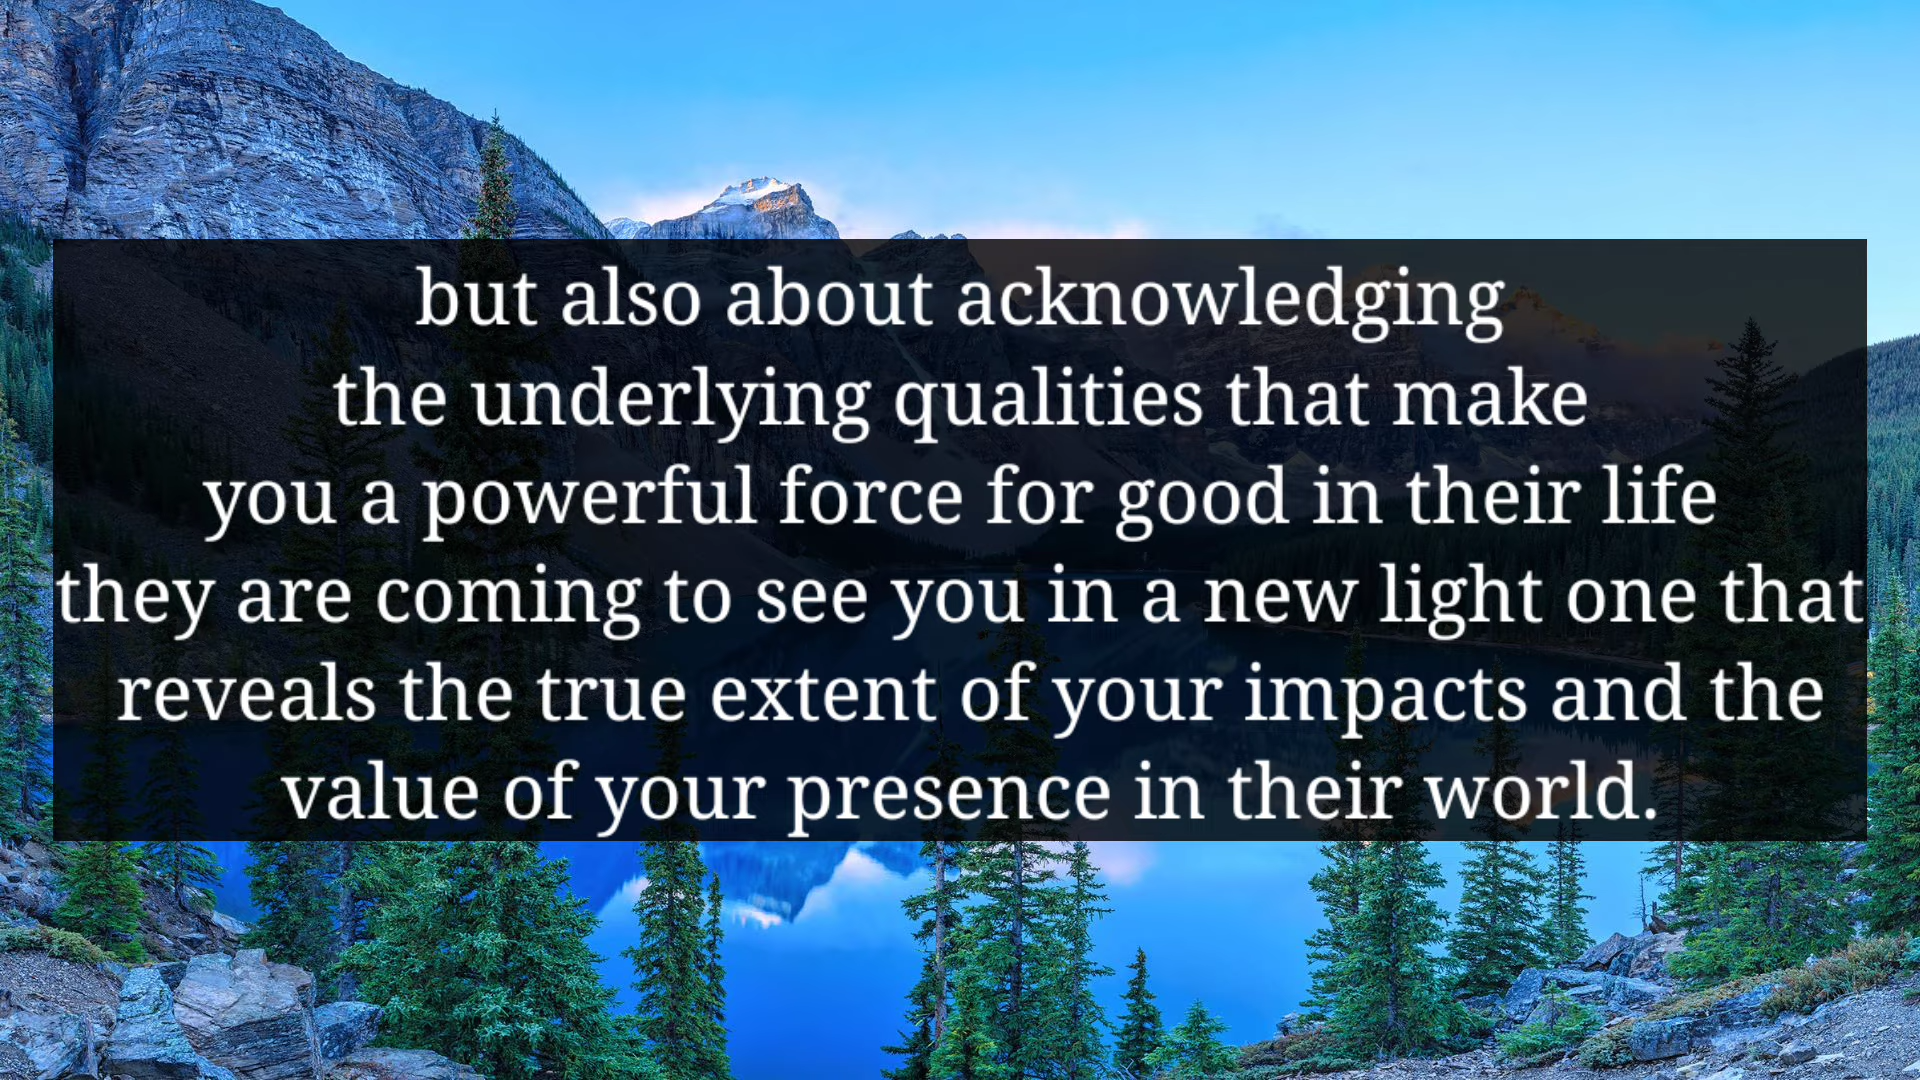 but also about acknowledging
the underlying qualities that make
you a powerful force for good in their life
they are coming to see you in a new light one that
reveals the true extent of your impacts and the
value of your presence in their world.